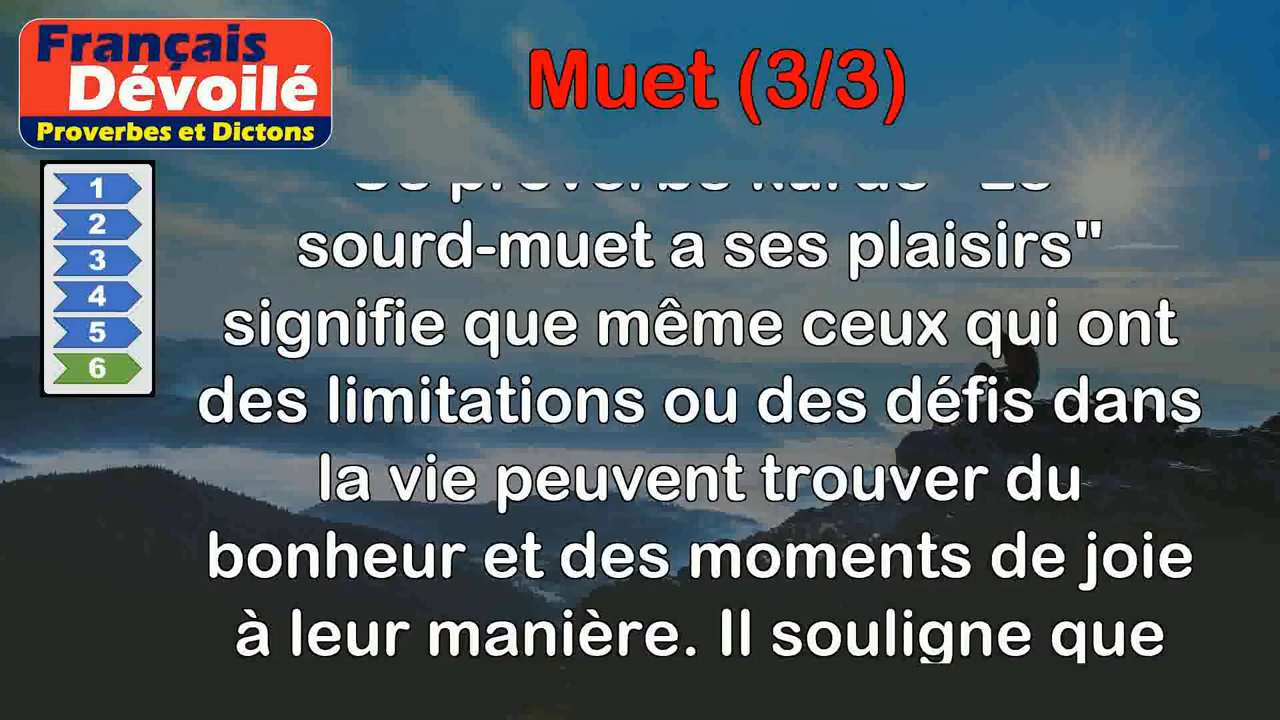 Français
Dévoilé
Proverbes et Dictons
Muet (3/3)
1
2
3
4
5
6
sourd-muet a ses plaisirs"
signifie que même ceux qui ont
des limitations ou des défis dans
la vie peuvent trouver du
bonheur et des moments de joie
à leur manière. Il souligne que